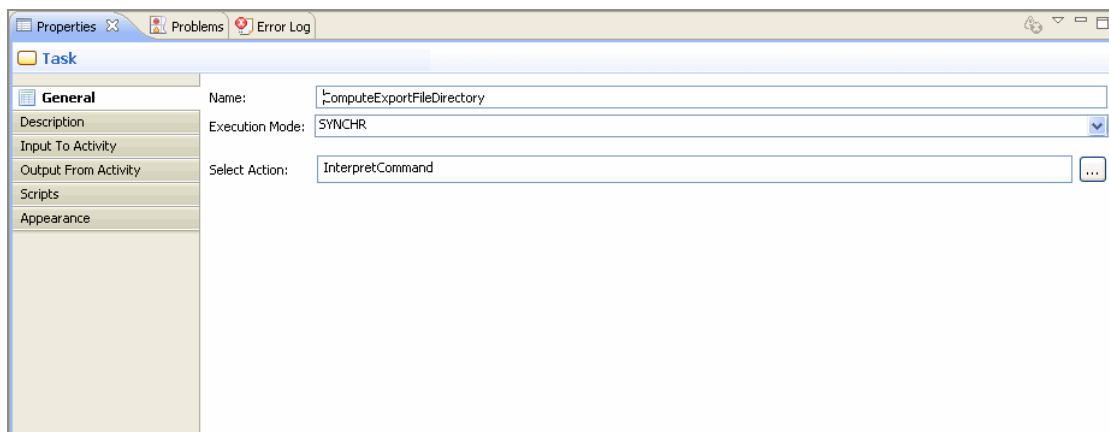 Properties Problems Error Log
Task
General
Name: ComputeExportFileDirectory
Description
Execution Mode: SYNCHR
Input To Activity
Output From Activity
Select Action: InterpretCommand ...
Scripts
Appearance